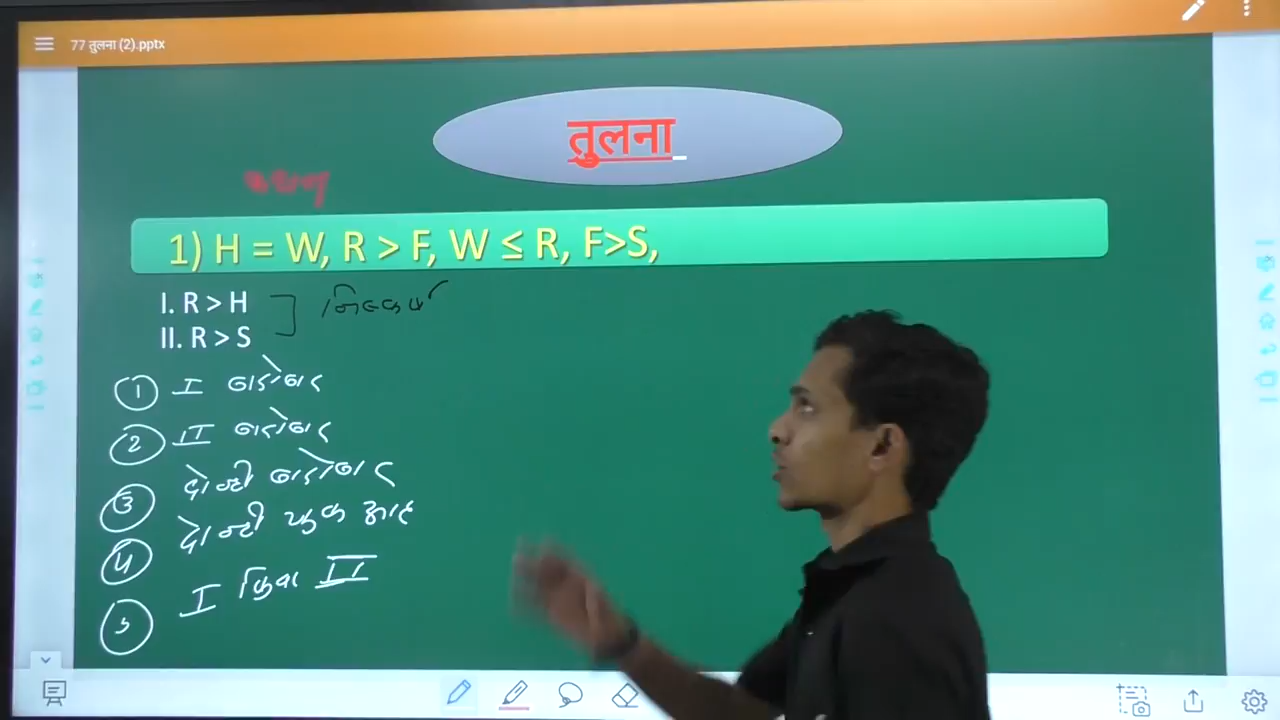 77 तुलना (2).pptx
तुलना
कथन
1) H = W, R > F, W ≤ R, F>S,
I. R > H
II. R > S
निष्कर्ष
1 I बरोबर
2 II बरोबर
3 दोन्ही बरोबर
4 दोन्ही चुक आहे
5 I किंवा II